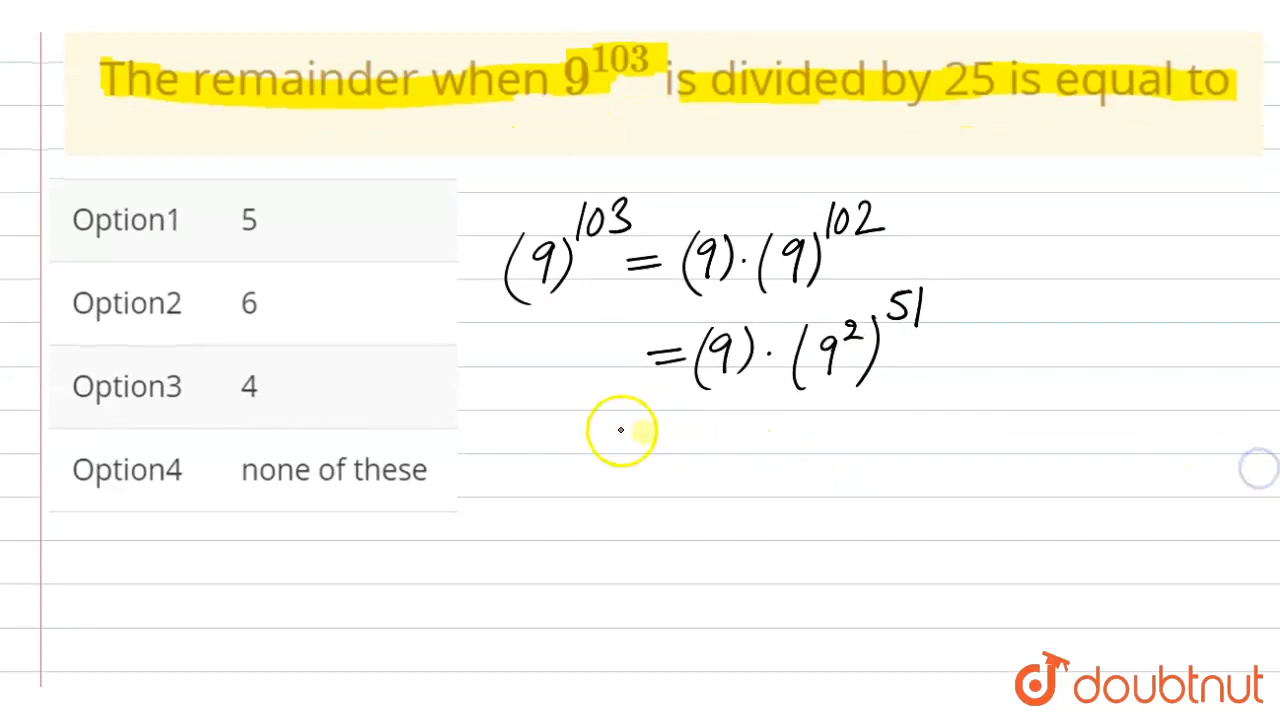 The remainder when 9^103 is divided by 25 is equal to
Option1 5
Option2 6
Option3 4
Option4 none of these
(9)^103 = (9)·(9)^102
= (9)·(9^2)^51
doubtnut